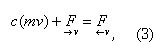 c(mv) + F→v = F←v , (3)